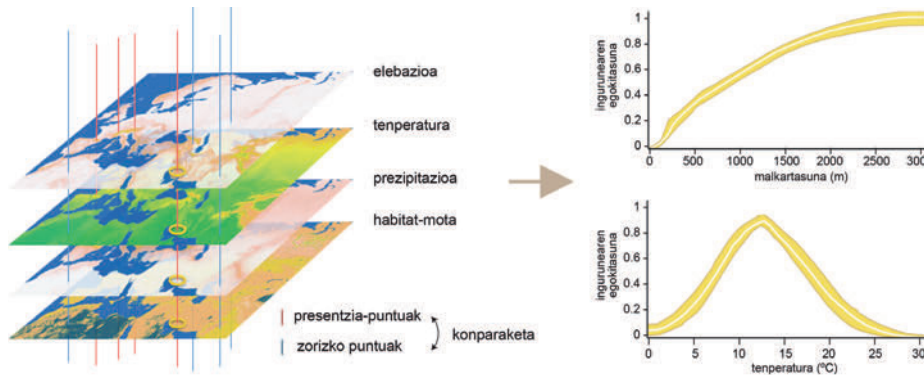 elebazioa
tenperatura
prezipitazioa
habitat-mota
presentzia-puntuak
zorizko puntuak
konparaketa
ingurunearen
egokitasuna
1
0.8
0.6
0.4
0.2
0
0 500 1000 1500 2000 2500 300
malkartasuna (m)
ingurunearen
egokitasuna
1
0.8
0.6
0.4
0.2
0
0 5 10 15 20 25 30
tenperatura (ºC)